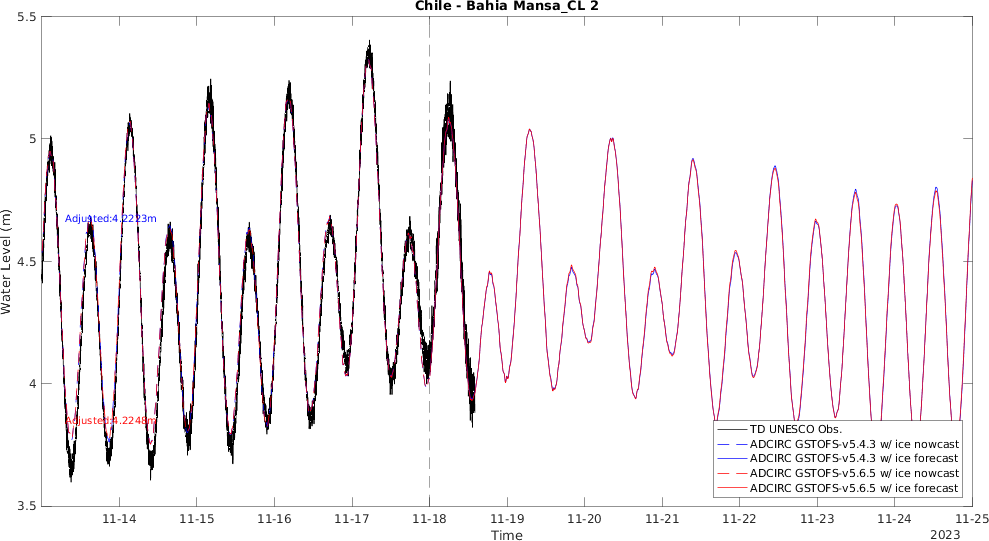 Chile - Bahia Mansa_CL 2
5.5
5
4.5
4
3.5
Water Level (m)
Adjusted:4.2223m
Adjusted:4.2248m
TD UNESCO Obs.
ADCIRC GSTOFS-v5.4.3 w/ ice nowcast
ADCIRC GSTOFS-v5.4.3 w/ ice forecast
ADCIRC GSTOFS-v5.6.5 w/ ice nowcast
ADCIRC GSTOFS-v5.6.5 w/ ice forecast
11-14 11-15 11-16 11-17 11-18 11-19 11-20 11-21 11-22 11-23 11-24 11-25
Time
2023